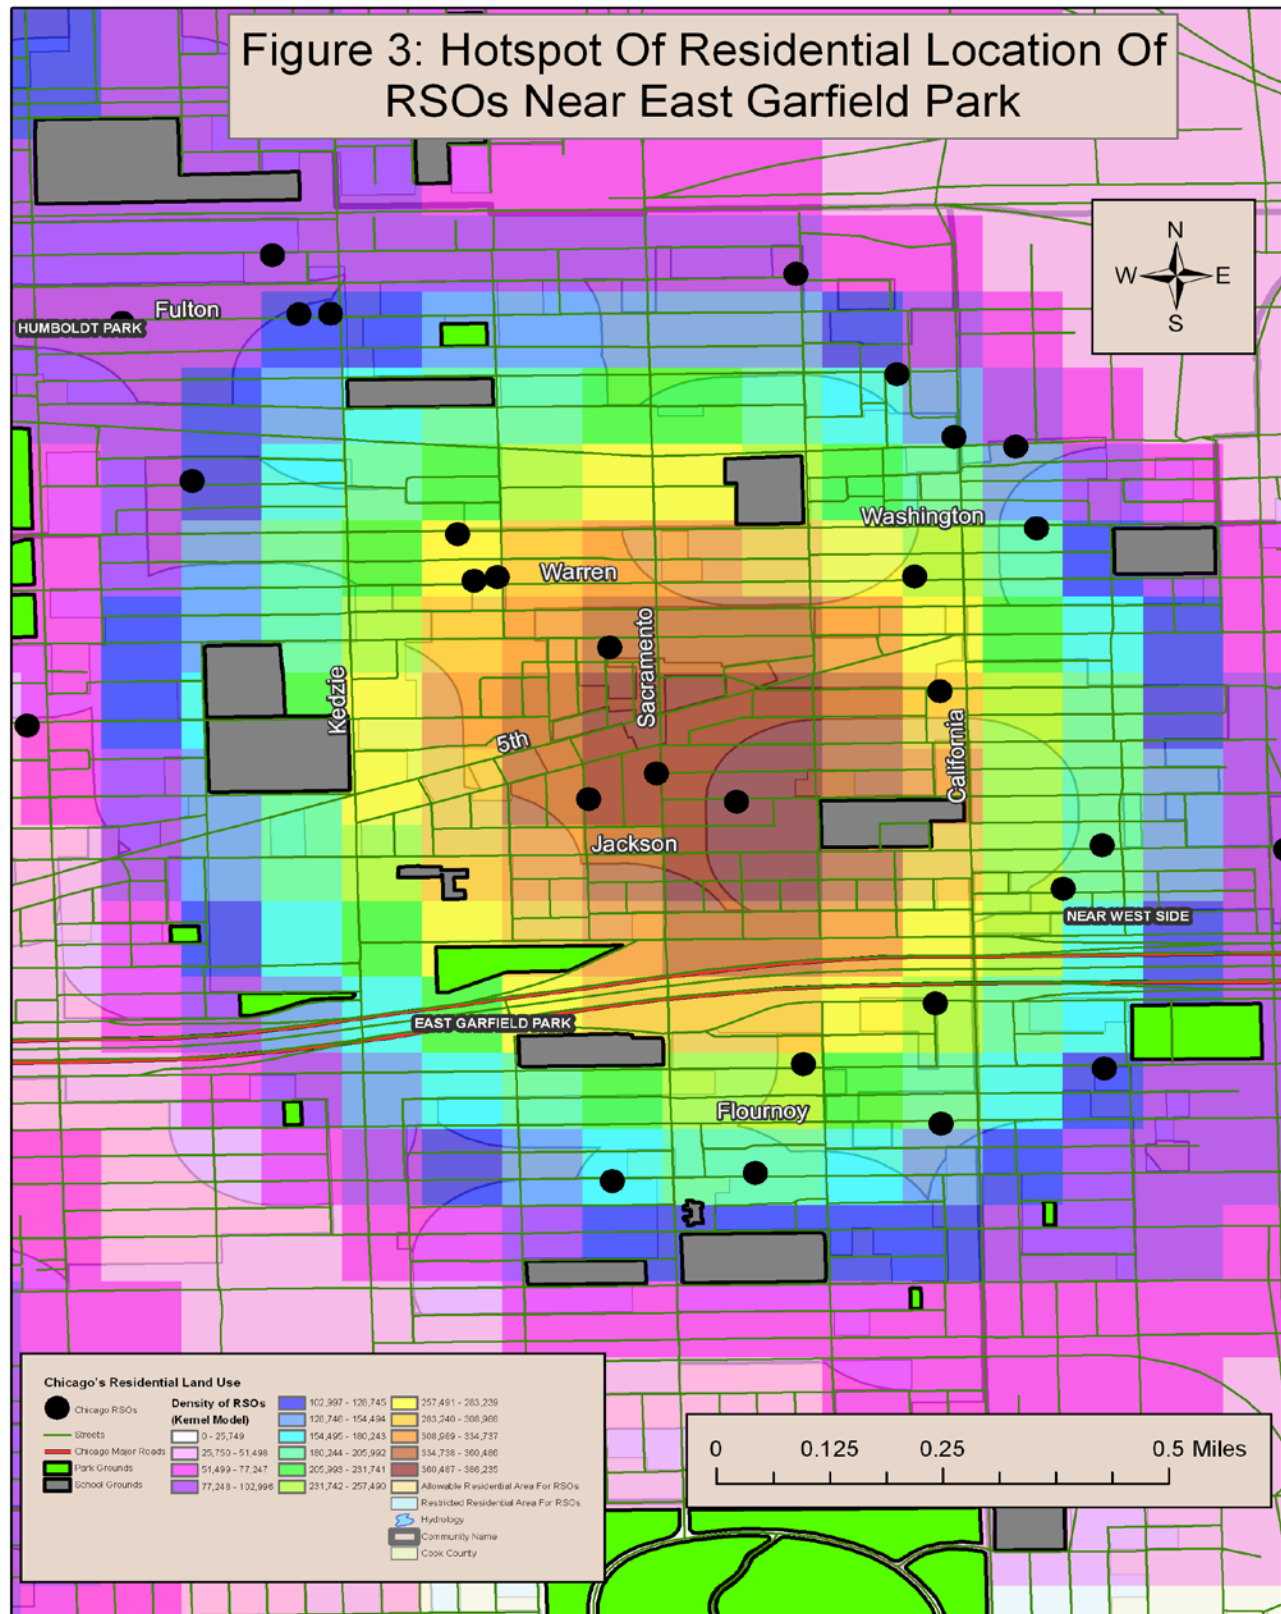 Figure 3: Hotspot Of Residential Location Of
RSOs Near East Garfield Park
N
W E
S
Fulton
HUMBOLDT PARK
Washington
Warren
Sacramento
Kedzie
5th
California
Jackson
NEAR WEST SIDE
EAST GARFIELD PARK
Flournoy
Chicago's Residential Land Use
Chicago RSOs
Streets
Chicago Major Roads
Park Grounds
School Grounds
Density of RSOs
(Kernel Model)
0 - 25,749
25,750 - 51,498
51,499 - 77,247
77,248 - 102,996
102,997 - 128,745
128,746 - 154,494
154,495 - 180,243
180,244 - 205,992
205,993 - 231,741
231,742 - 257,490
257,491 - 283,239
283,240 - 308,988
308,989 - 334,737
334,738 - 360,486
360,487 - 386,235
Allowable Residential Area For RSOs
Restricted Residential Area For RSOs
Hydrology
Community Name
Cook County
0 0.125 0.25 0.5 Miles